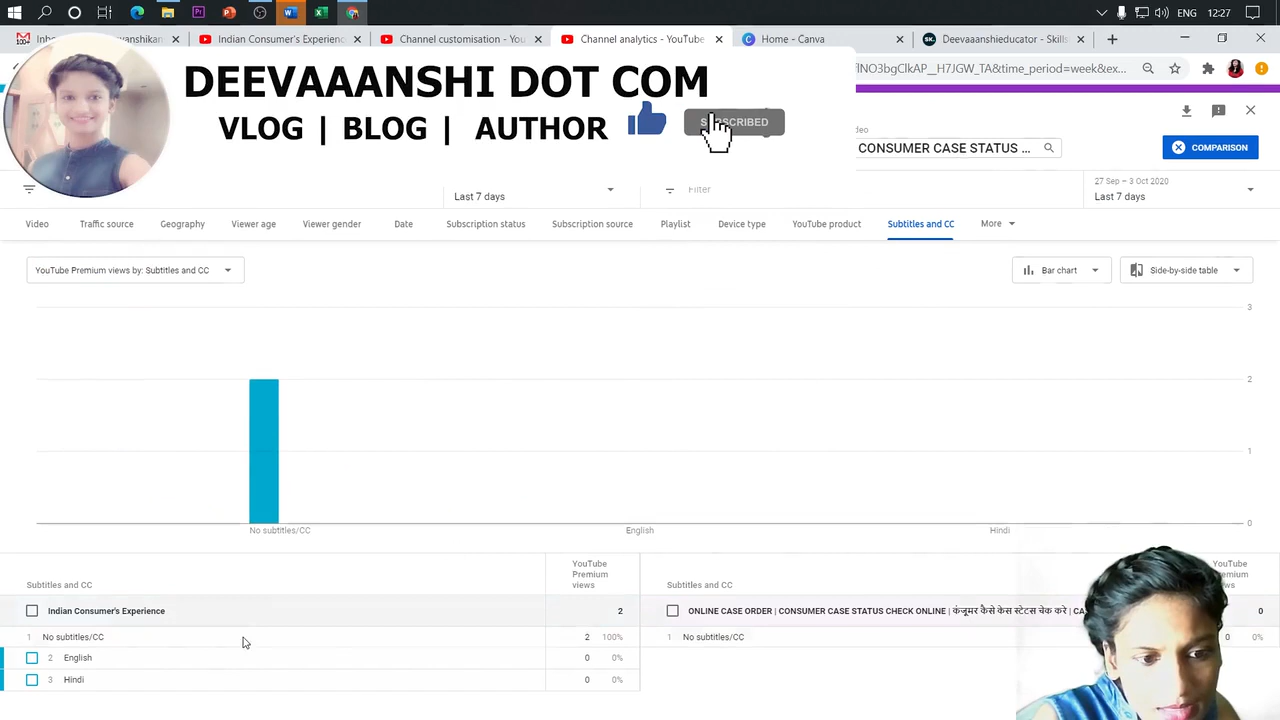 ENG
12:27
100+
Indian Consumer's Experienc
Channel customisation - You
Channel analytics - YouTube
Home - Canva
Deevaaanshieducator - Skills
DEEVAAANSHI DOT COM
VLOG | BLOG | AUTHOR
SUBSCRIBED
CONSUMER CASE STATUS ...
COMPARISON
Last 7 days
Filter
27 Sep – 3 Oct 2020
Last 7 days
Video
Traffic source
Geography
Viewer age
Viewer gender
Date
Subscription status
Subscription source
Playlist
Device type
YouTube product
Subtitles and CC
More
YouTube Premium views by: Subtitles and CC
Bar chart
Side-by-side table
3
2
1
0
No subtitles/CC
English
Hindi
Subtitles and CC
YouTube
Premium
views
Indian Consumer's Experience 2
1 No subtitles/CC 2 100%
2 English 0 0%
3 Hindi 0 0%
Subtitles and CC
YouTube
views
ONLINE CASE ORDER | CONSUMER CASE STATUS CHECK ONLINE | कंजूमर कैसे केस स्टेटस चेक करे | CA 0
1 No subtitles/CC 0 0%